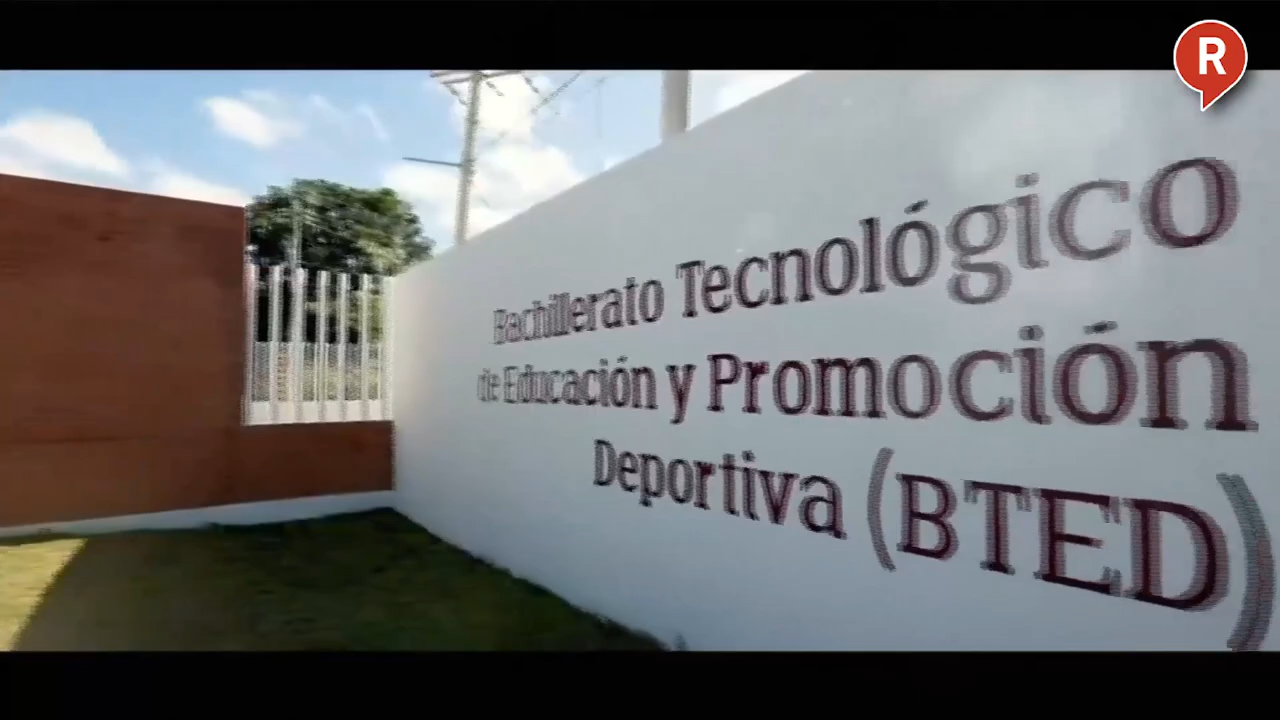 R
Bachillerato Tecnológico
de Educación y Promoción
Deportiva (BTED)